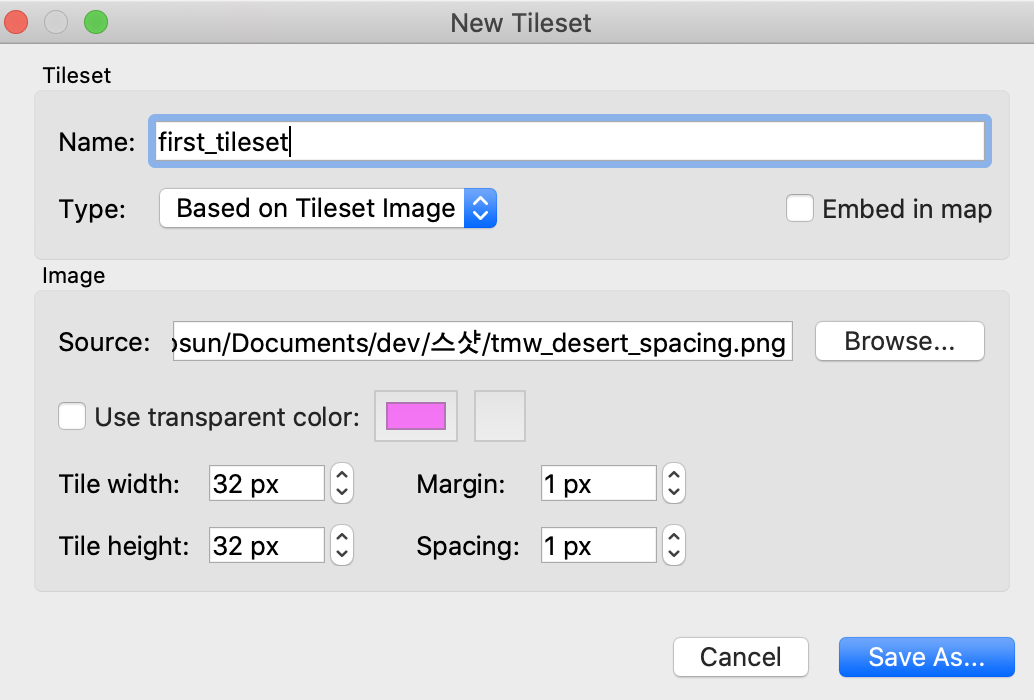 New Tileset
Tileset
Name: first_tileset
Type: Based on Tileset Image Embed in map
Image
Source: osun/Documents/dev/스샷/tmw_desert_spacing.png Browse...
Use transparent color:
Tile width: 32 px Margin: 1 px
Tile height: 32 px Spacing: 1 px
Cancel Save As...